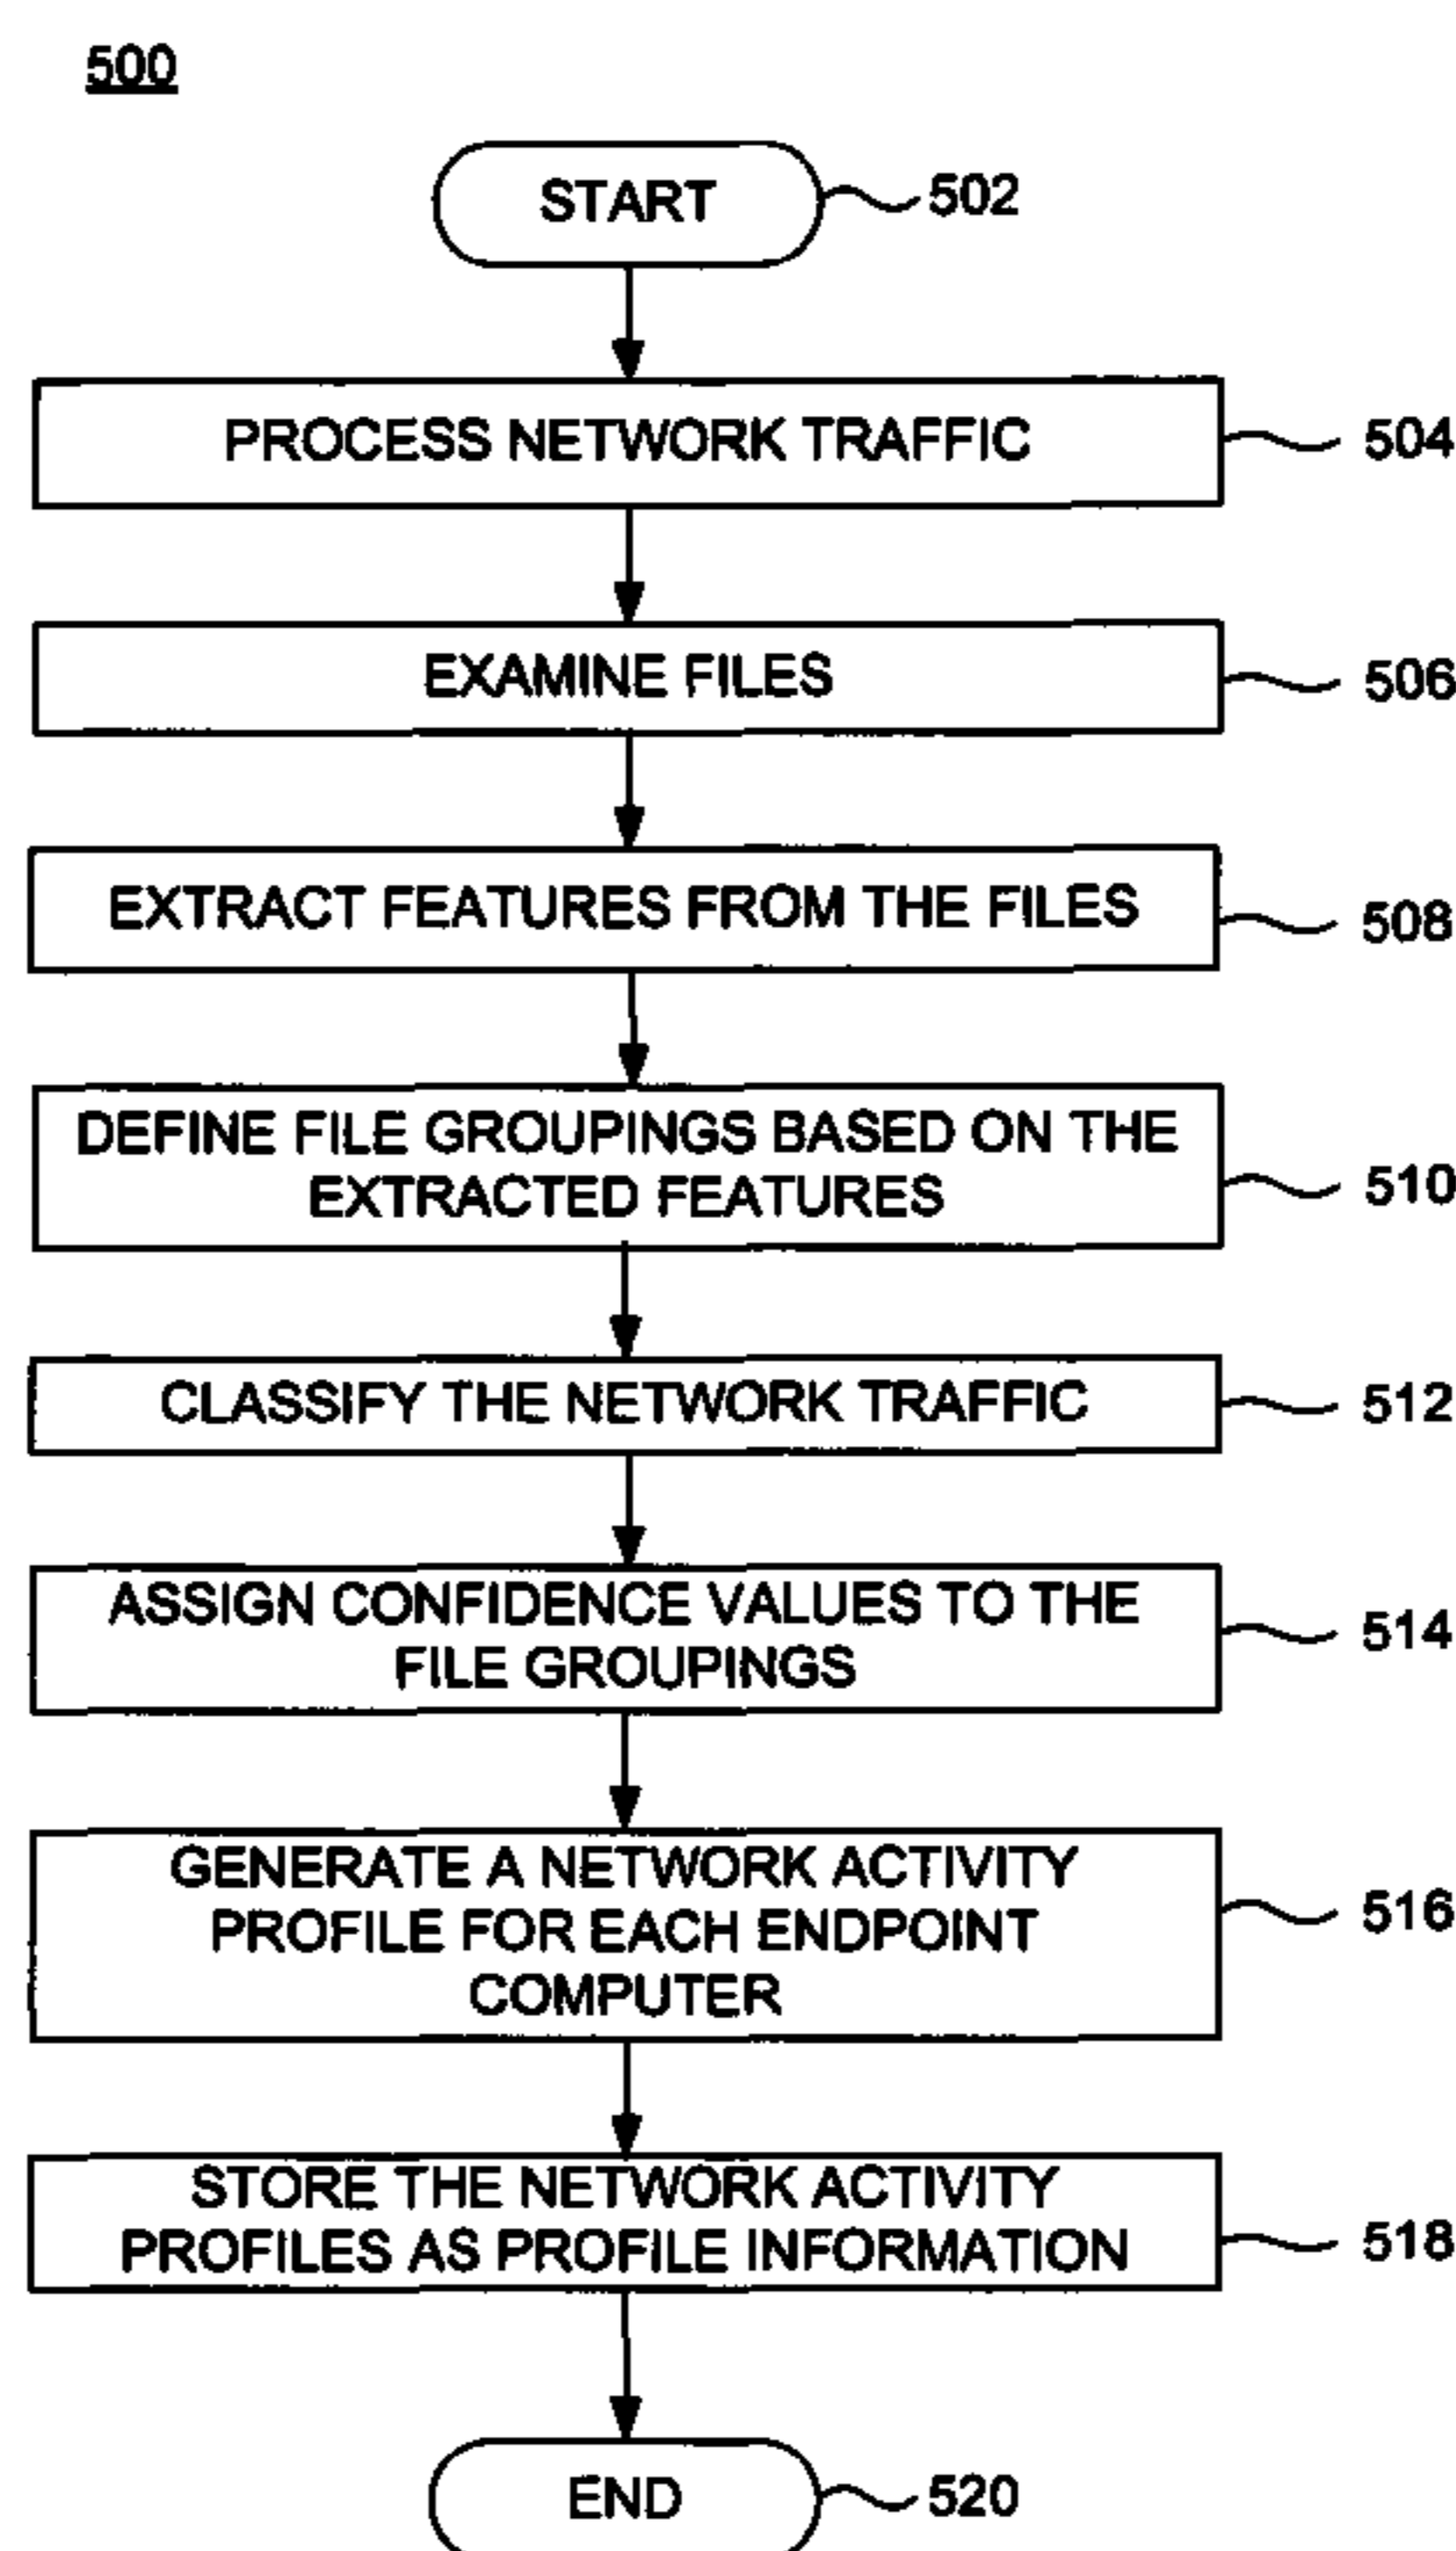 500
START
502
PROCESS NETWORK TRAFFIC
504
EXAMINE FILES
506
EXTRACT FEATURES FROM THE FILES
508
DEFINE FILE GROUPINGS BASED ON THE
EXTRACTED FEATURES
510
CLASSIFY THE NETWORK TRAFFIC
512
ASSIGN CONFIDENCE VALUES TO THE
FILE GROUPINGS
514
GENERATE A NETWORK ACTIVITY
PROFILE FOR EACH ENDPOINT
COMPUTER
516
STORE THE NETWORK ACTIVITY
PROFILES AS PROFILE INFORMATION
518
END
520